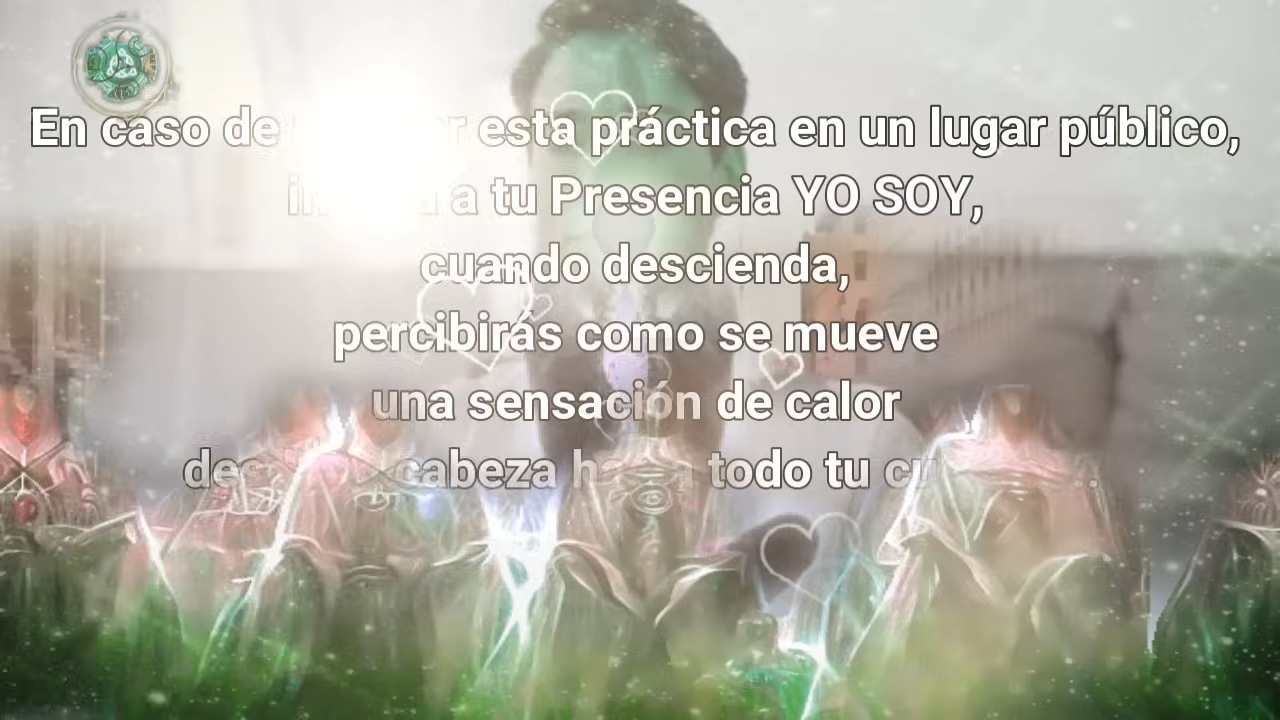 En caso de esta práctica en un lugar público,
a tu Presencia YO SOY,
cuando descienda,
percibirás como se mueve
una sensación de calor
cabeza todo tu